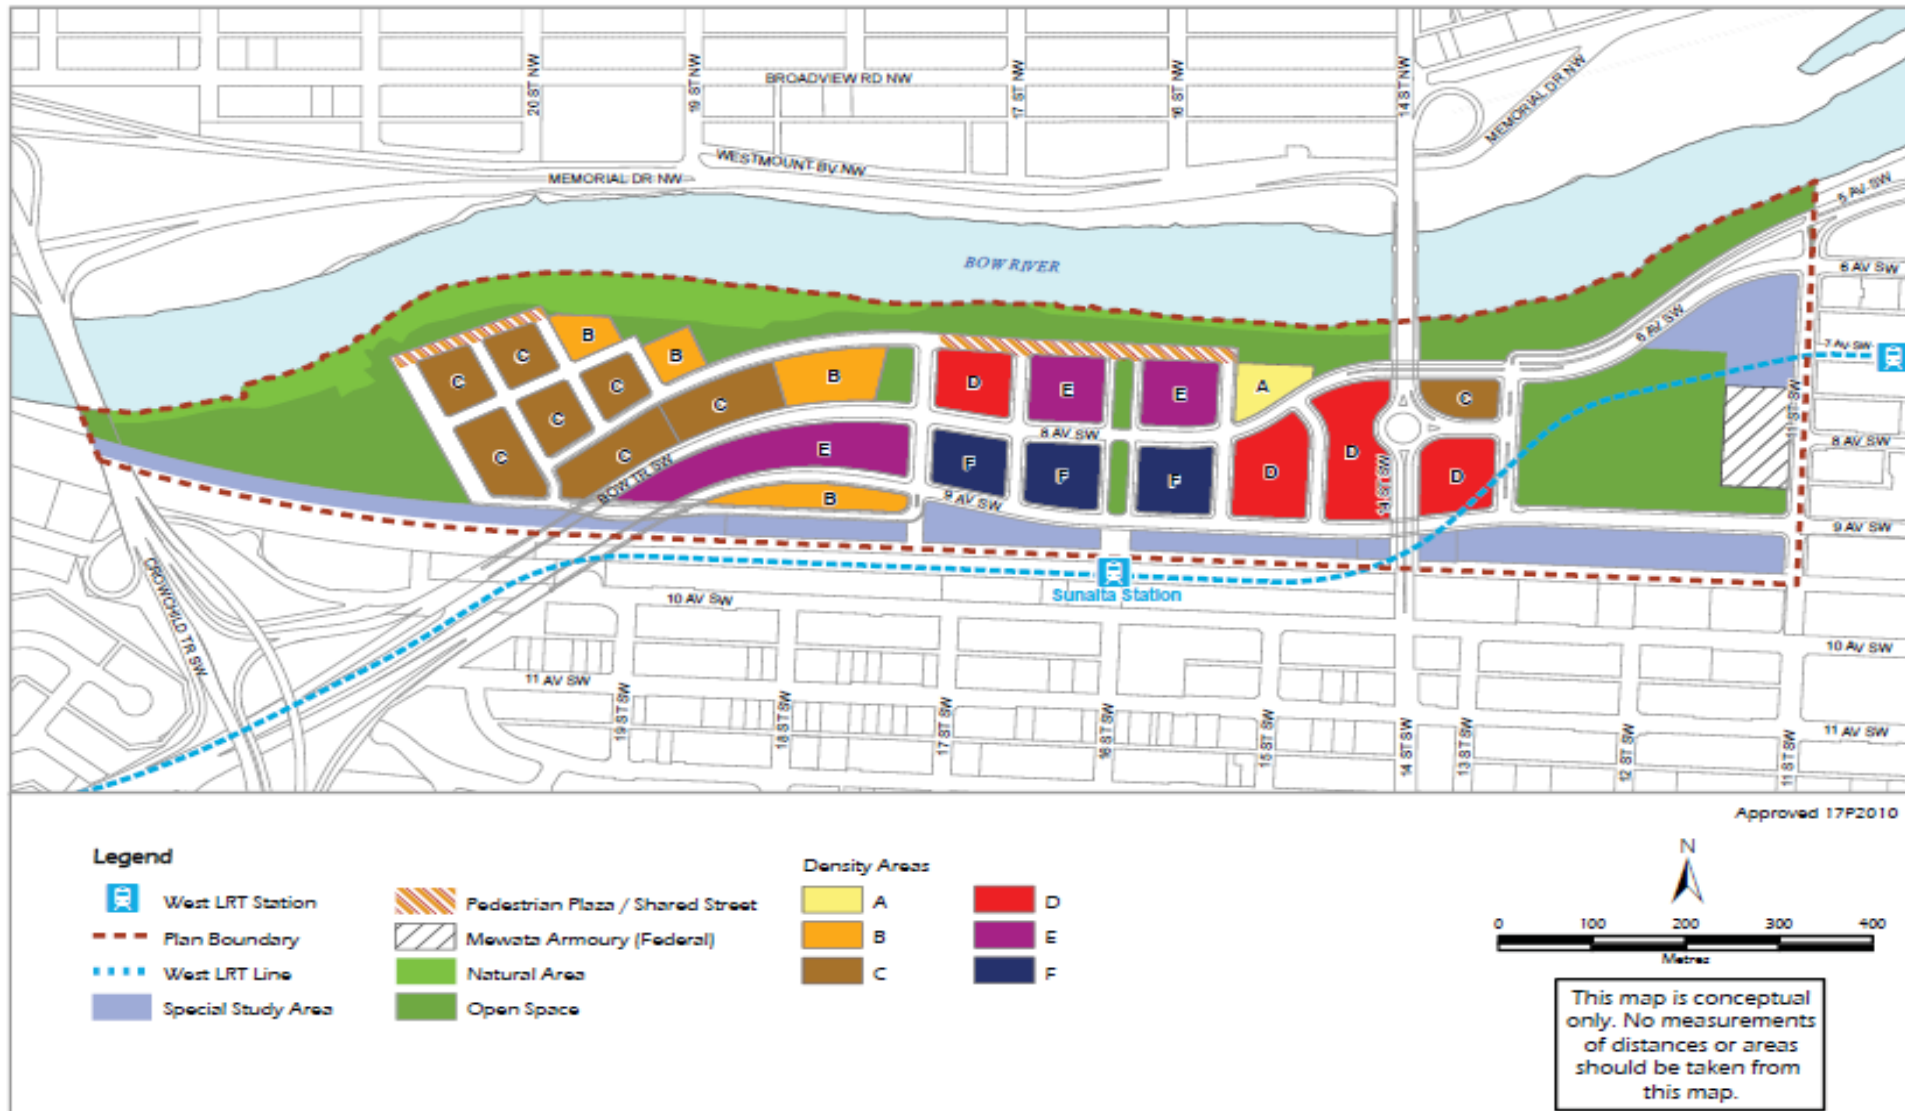 20 ST NW
19 ST NW
BROADVIEW RD NW
17 ST NW
16 ST NW
14 ST NW
MEMORIAL DR NW
WESTMOUNT BV NW
MEMORIAL DR NW
5 AV SW
BOW RIVER
6 AV SW
6 AV SW
7 AV SW
B
C
B
C
C
B
D
E
E
A
C
C
C
8 AV SW
11 ST SW
8 AV SW
C
C
E
F
F
F
D
D
D
BOW TR SW
B
9 AV SW
14 ST SW
9 AV SW
Sunalta Station
CROWCHILD TR SW
10 AV SW
10 AV SW
11 AV SW
19 ST SW
18 ST SW
17 ST SW
16 ST SW
15 ST SW
14 ST SW
13 ST SW
12 ST SW
11 ST SW
11 AV SW
Approved 17P2010
Legend
West LRT Station
Plan Boundary
West LRT Line
Special Study Area
Pedestrian Plaza / Shared Street
Mewata Armoury (Federal)
Natural Area
Open Space
Density Areas
A
B
C
D
E
F
N
0 100 200 300 400
Metres
This map is conceptual
only. No measurements
of distances or areas
should be taken from
this map.